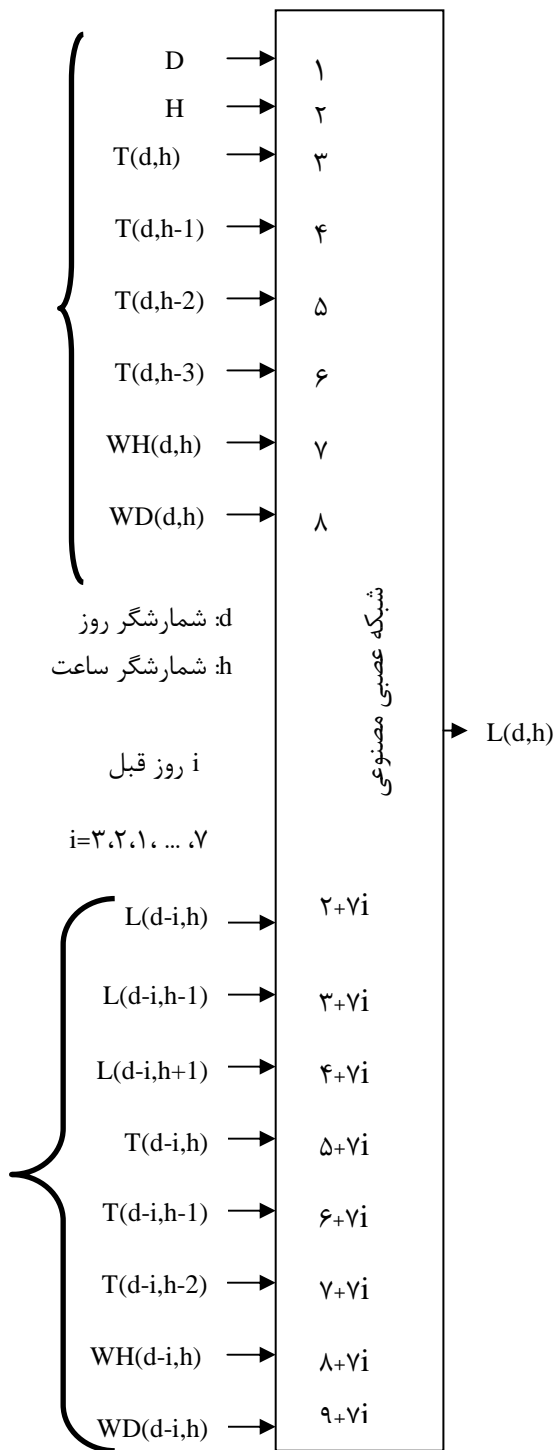 D ۱
H ۲
T(d,h) ۳
T(d,h-1) ۴
T(d,h-2) ۵
T(d,h-3) ۶
WH(d,h) ۷
WD(d,h) ۸
شبکه عصبی مصنوعی
d: شمارشگر روز
h: شمارشگر ساعت
L(d,h)
i روز قبل
i=۳،۲،۱، ... ،۷
L(d-i,h) ۲+۷i
L(d-i,h-1) ۳+۷i
L(d-i,h+1) ۴+۷i
T(d-i,h) ۵+۷i
T(d-i,h-1) ۶+۷i
T(d-i,h-2) ۷+۷i
WH(d-i,h) ۸+۷i
WD(d-i,h) ۹+۷i